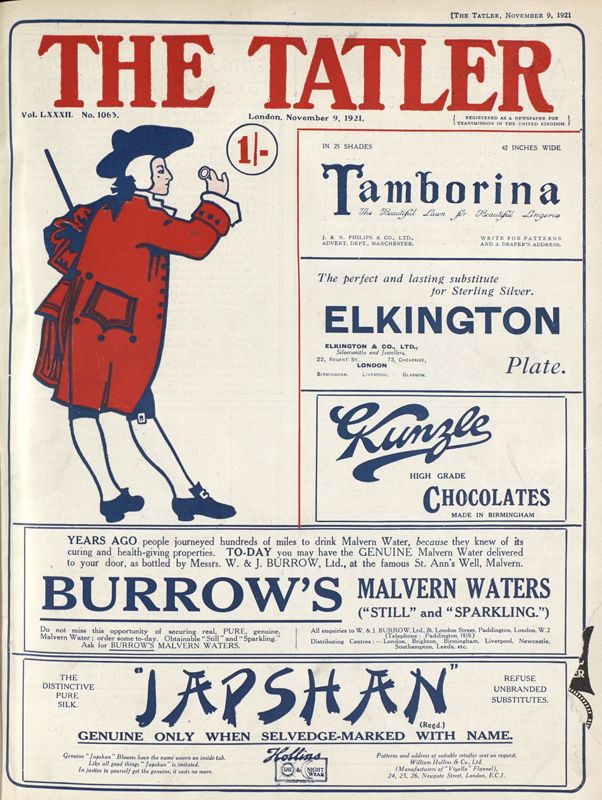 [THE TATLER, NOVEMBER 9, 1921
THE TATLER
Vol. LXXXII. No. 1063.
London, November 9, 1921.
{ REGISTERED AS A NEWSPAPER FOR
TRANSMISSION IN THE UNITED KINGDOM. }
1/-
IN 25 SHADES
42 INCHES WIDE
Tamborina
The Beautiful Lawn for Beautiful Lingerie
J. & N. PHILIPS & CO., LTD.,
ADVERT. DEPT., MANCHESTER.
WRITE FOR PATTERNS
AND A DRAPER'S ADDRESS.
The perfect and lasting substitute
for Sterling Silver.
ELKINGTON
ELKINGTON & CO., LTD.,
Silversmiths and Jewellers,
22, REGENT ST. 73, CHEAPSIDE,
LONDON
BIRMINGHAM. LIVERPOOL. GLASGOW.
Plate.
Kunzle
HIGH GRADE
CHOCOLATES
MADE IN BIRMINGHAM
YEARS AGO people journeyed hundreds of miles to drink Malvern Water, because they knew of its
curing and health-giving properties. TO-DAY you may have the GENUINE Malvern Water delivered
to your door, as bottled by Messrs. W. & J. BURROW, Ltd., at the famous St. Ann's Well, Malvern.
BURROW'S
MALVERN WATERS
("STILL" and "SPARKLING.")
Do not miss this opportunity of securing real, PURE, genuine,
Malvern Water; order some to-day. Obtainable "Still" and "Sparkling."
Ask for BURROW'S MALVERN WATERS.
All enquiries to W. & J. BURROW, Ltd., 26, London Street, Paddington, London, W.2
(Telephone: Paddington 1810.)
Distributing Centres:—London, Brighton, Birmingham, Liverpool, Newcastle,
Southampton, Leeds, etc.
THE
DISTINCTIVE
PURE
SILK.
"JAPSHAN"
(Regd.)
REFUSE
UNBRANDED
SUBSTITUTES.
GENUINE ONLY WHEN SELVEDGE-MARKED WITH NAME.
Genuine "Japshan" Blouses have the name woven on inside tab.
Like all good things "Japshan" is imitated.
In justice to yourself get the genuine, it costs no more.
Hollins
DAY & NIGHT
WEAR
Patterns and address of suitable retailer sent on request.
William Hollins & Co., Ltd.
(Manufacturers of "Viyella" Flannel),
24, 25, 26, Newgate Street, London, E.C.1.